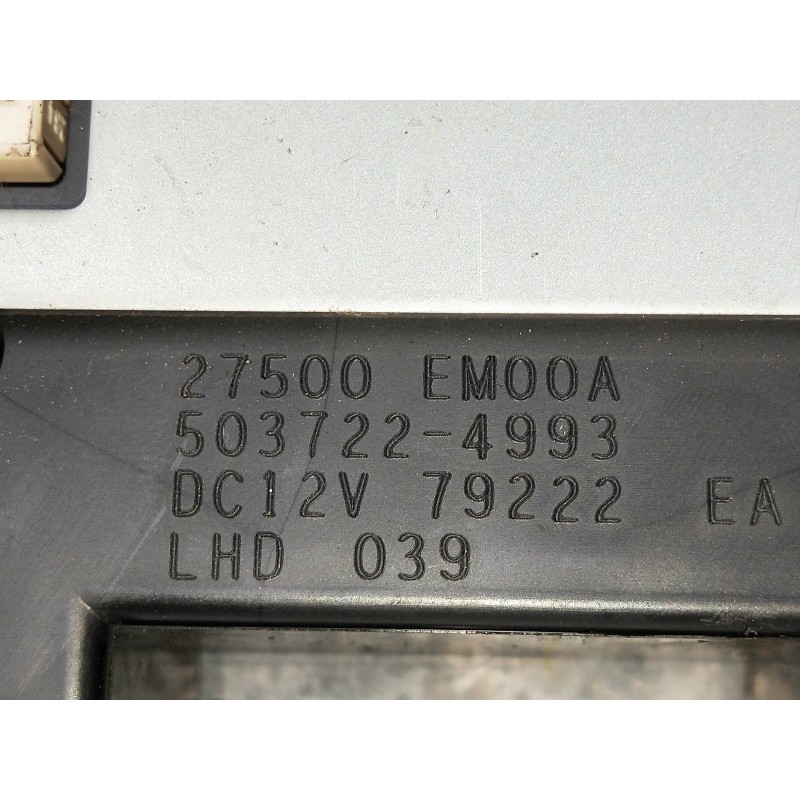 27500 EM00A
503722-4993
DC12V 79222 EA
LHD 039